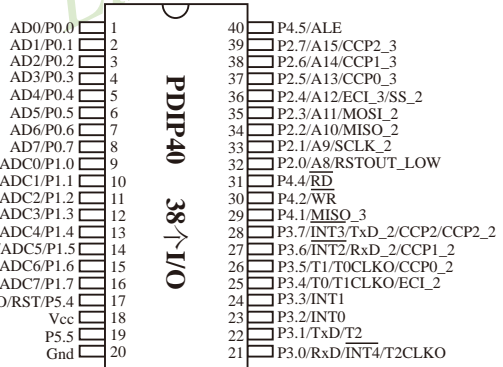 AD0/P0.0 1 40 P4.5/ALE
AD1/P0.1 2 39 P2.7/A15/CCP2_3
AD2/P0.2 3 38 P2.6/A14/CCP1_3
AD3/P0.3 4 37 P2.5/A13/CCP0_3
AD4/P0.4 5 36 P2.4/A12/ECI_3/SS_2
AD5/P0.5 6 35 P2.3/A11/MOSI_2
AD6/P0.6 7 34 P2.2/A10/MISO_2
AD7/P0.7 8 33 P2.1/A9/SCLK_2
ADC0/P1.0 9 32 P2.0/A8/RSTOUT_LOW
ADC1/P1.1 10 31 P4.4/RD
ADC2/P1.2 11 30 P4.2/WR
ADC3/P1.3 12 29 P4.1/MISO_3
ADC4/P1.4 13 28 P3.7/INT3/TxD_2/CCP2/CCP2_2
ADC5/P1.5 14 27 P3.6/INT2/RxD_2/CCP1_2
ADC6/P1.6 15 26 P3.5/T1/T0CLKO/CCP0_2
ADC7/P1.7 16 25 P3.4/T0/T1CLKO/ECI_2
/RST/P5.4 17 24 P3.3/INT1
Vcc 18 23 P3.2/INT0
P5.5 19 22 P3.1/TxD/T2
Gnd 20 21 P3.0/RxD/INT4/T2CLKO
PDIP40 38个I/O